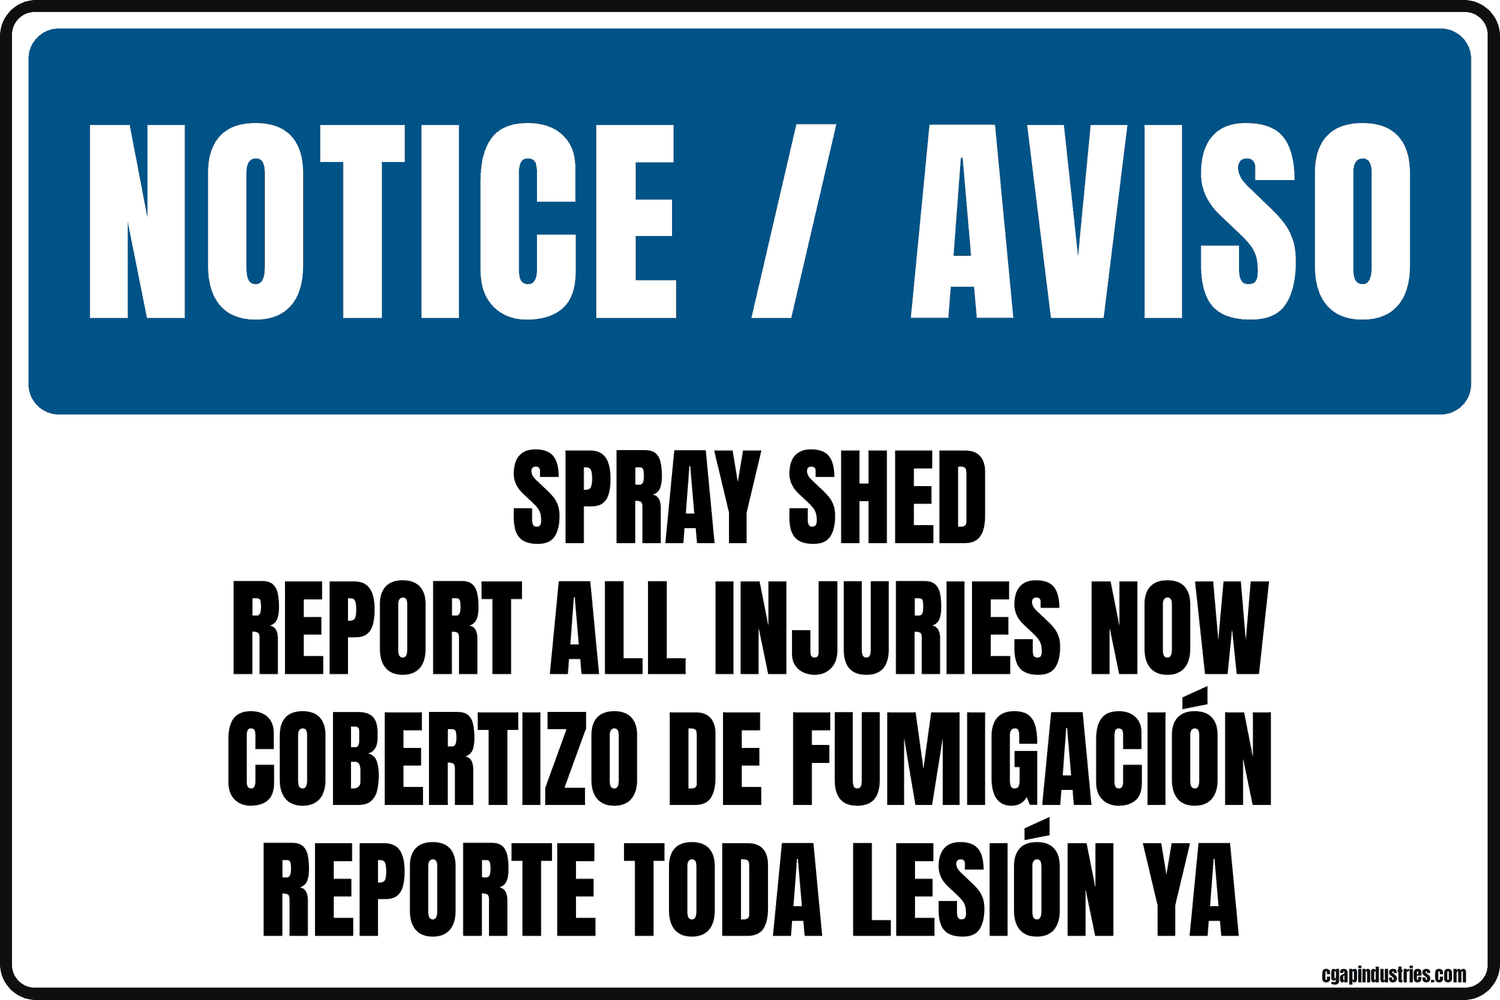 NOTICE / AVISO
SPRAY SHED
REPORT ALL INJURIES NOW
COBERTIZO DE FUMIGACIÓN
REPORTE TODA LESIÓN YA
cgapindustries.com